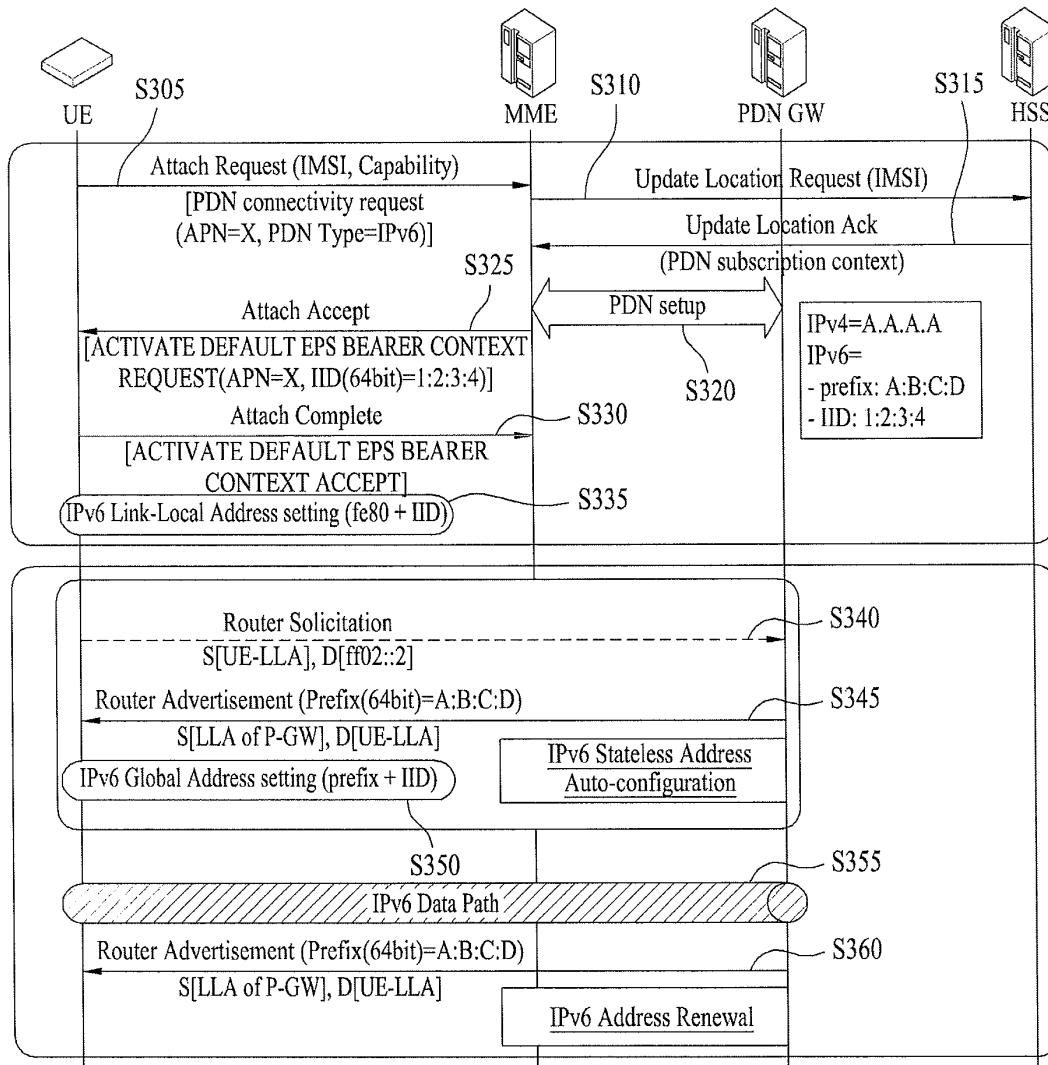 S305
S310
S315
UE
MME
PDN GW
HSS
Attach Request (IMSI, Capability)
[PDN connectivity request
(APN=X, PDN Type=IPv6)]
Update Location Request (IMSI)
Update Location Ack
(PDN subscription context)
S325
Attach Accept
PDN setup
[ACTIVATE DEFAULT EPS BEARER CONTEXT
REQUEST(APN=X, IID(64bit)=1:2:3:4)]
S320
IPv4=A.A.A.A
IPv6=
- prefix: A:B:C:D
- IID: 1:2:3:4
Attach Complete
S330
[ACTIVATE DEFAULT EPS BEARER
CONTEXT ACCEPT]
S335
IPv6 Link-Local Address setting (fe80 + IID)
Router Solicitation
S340
S[UE-LLA], D[ff02::2]
Router Advertisement (Prefix(64bit)=A:B:C:D)
S345
S[LLA of P-GW], D[UE-LLA]
IPv6 Stateless Address
Auto-configuration
IPv6 Global Address setting (prefix + IID)
S350
S355
IPv6 Data Path
Router Advertisement (Prefix(64bit)=A:B:C:D)
S360
S[LLA of P-GW], D[UE-LLA]
IPv6 Address Renewal